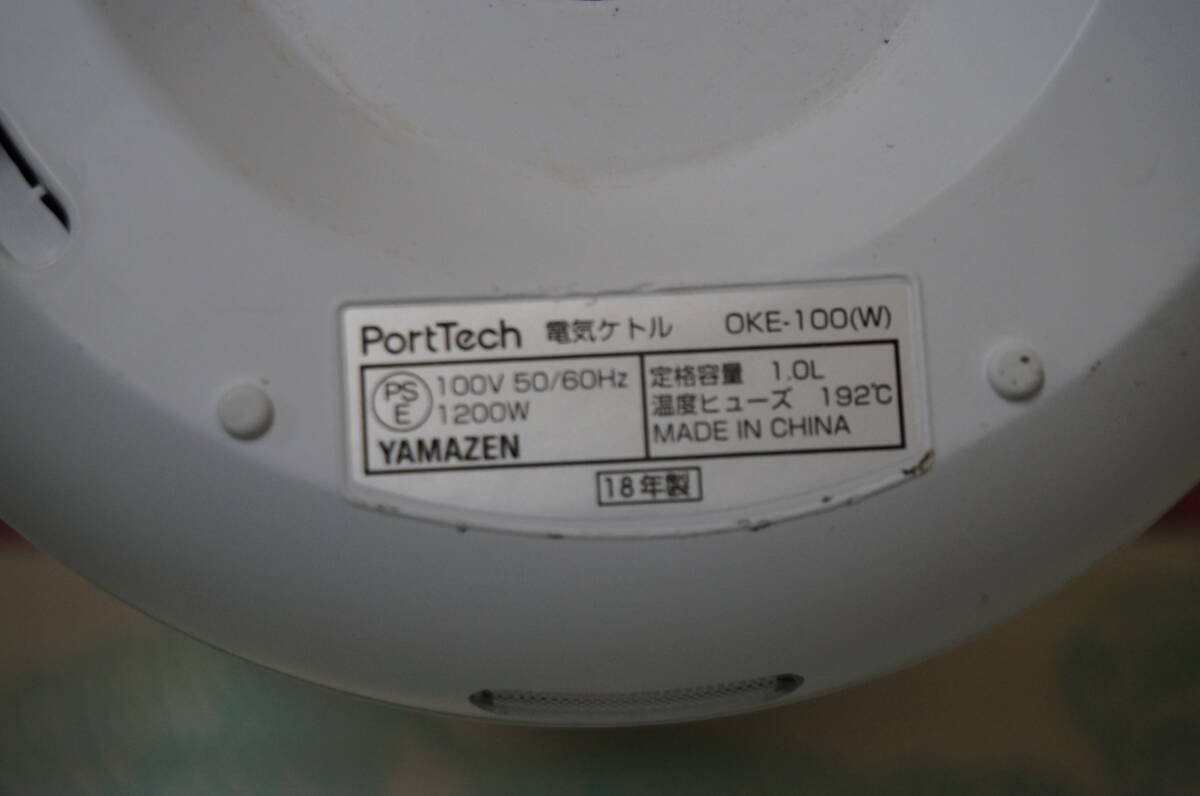 PortTech 電気ケトル OKE-100(W)
PS E 100V 50/60Hz
1200W
YAMAZEN
定格容量 1.0L
温度ヒューズ 192℃
MADE IN CHINA
18年製